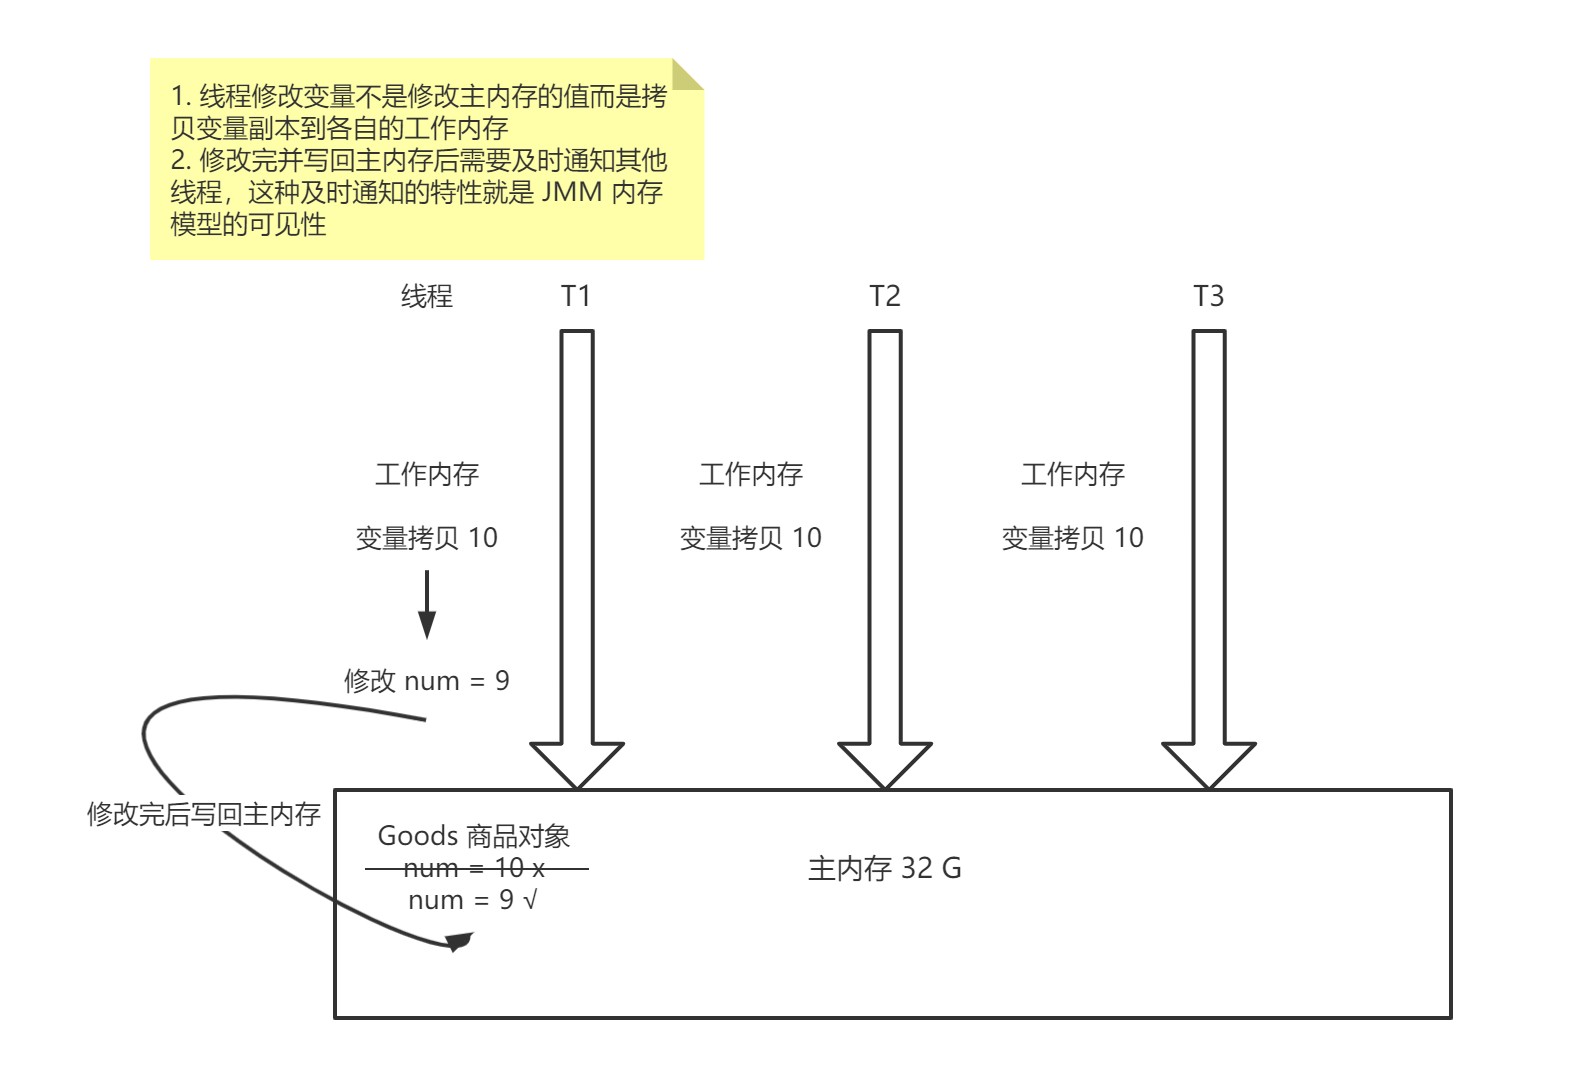 1. 线程修改变量不是修改主内存的值而是拷
贝变量副本到各自的工作内存
2. 修改完并写回主内存后需要及时通知其他
线程，这种及时通知的特性就是 JMM 内存
模型的可见性
线程 T1 T2 T3
工作内存 工作内存 工作内存
变量拷贝 10 变量拷贝 10 变量拷贝 10
修改 num = 9
修改完后写回主内存
Goods 商品对象
num = 10 x
num = 9 √
主内存 32 G